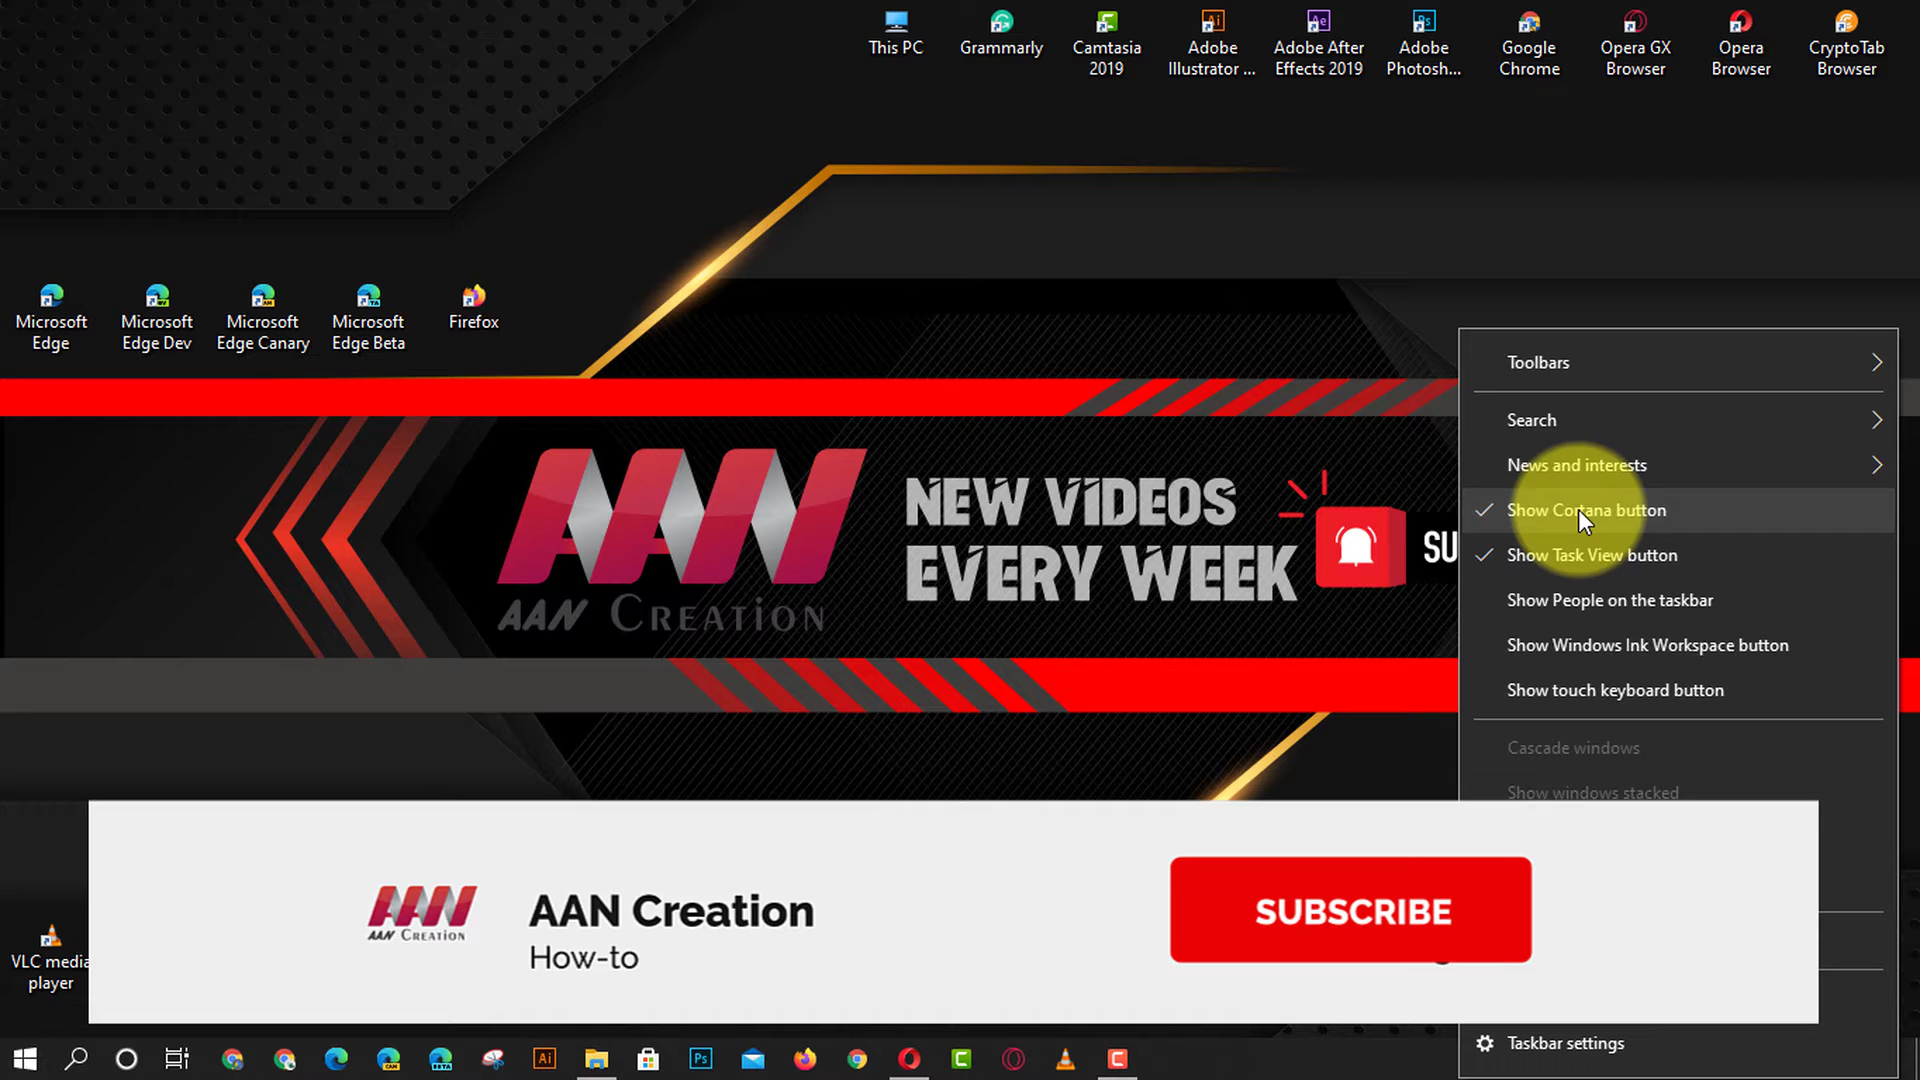 This PC
Grammarly
Camtasia
2019
Adobe
Illustrator ...
Adobe After
Effects 2019
Adobe
Photosh...
Google
Chrome
Opera GX
Browser
Opera
Browser
CryptoTab
Browser
Microsoft
Edge
Microsoft
Edge Dev
Microsoft
Edge Canary
Microsoft
Edge Beta
Firefox
AAN
AAN CREATION
NEW VIDEOS
EVERY WEEK
SU
Toolbars
Search
News and interests
Show Cortana button
Show Task View button
Show People on the taskbar
Show Windows Ink Workspace button
Show touch keyboard button
Cascade windows
Show windows stacked
Taskbar settings
VLC media
player
AAN
AAN CREATION
AAN Creation
How-to
SUBSCRIBE